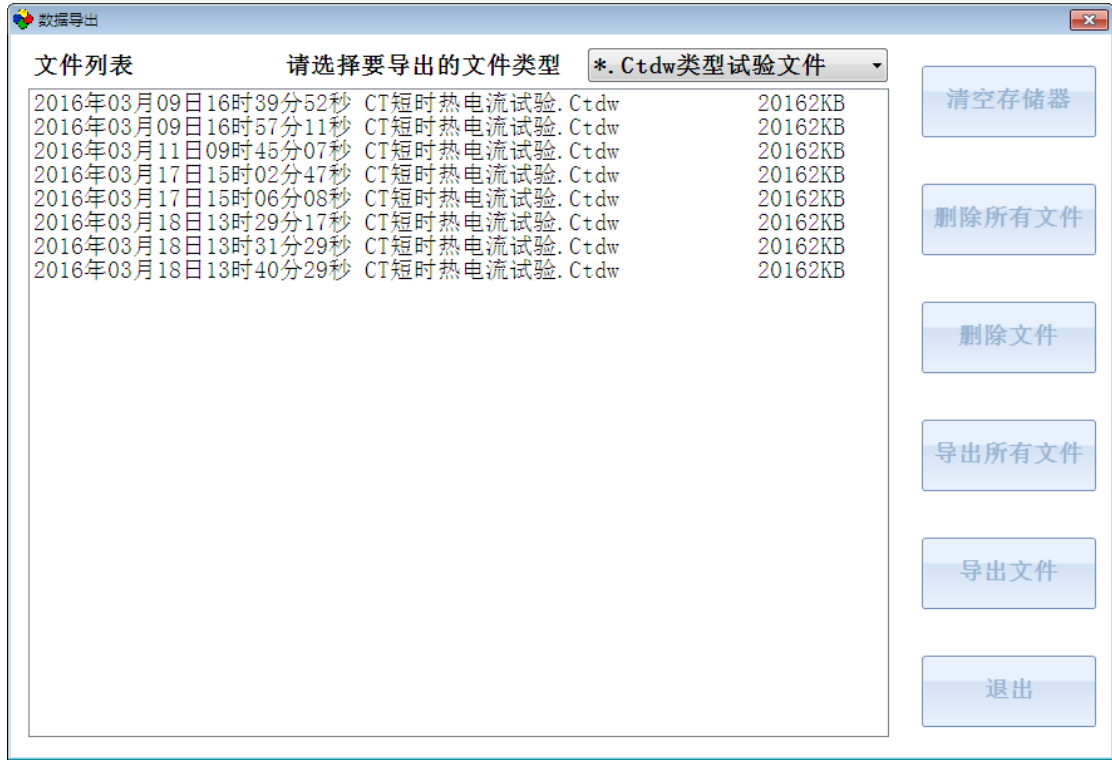 数据导出
文件列表 请选择要导出的文件类型 *.Ctdw类型试验文件
2016年03月09日16时39分52秒 CT短时热电流试验.Ctdw 20162KB
2016年03月09日16时57分11秒 CT短时热电流试验.Ctdw 20162KB
2016年03月11日09时45分07秒 CT短时热电流试验.Ctdw 20162KB
2016年03月17日15时02分47秒 CT短时热电流试验.Ctdw 20162KB
2016年03月17日15时06分08秒 CT短时热电流试验.Ctdw 20162KB
2016年03月18日13时29分17秒 CT短时热电流试验.Ctdw 20162KB
2016年03月18日13时31分29秒 CT短时热电流试验.Ctdw 20162KB
2016年03月18日13时40分29秒 CT短时热电流试验.Ctdw 20162KB
清空存储器
删除所有文件
删除文件
导出所有文件
导出文件
退出